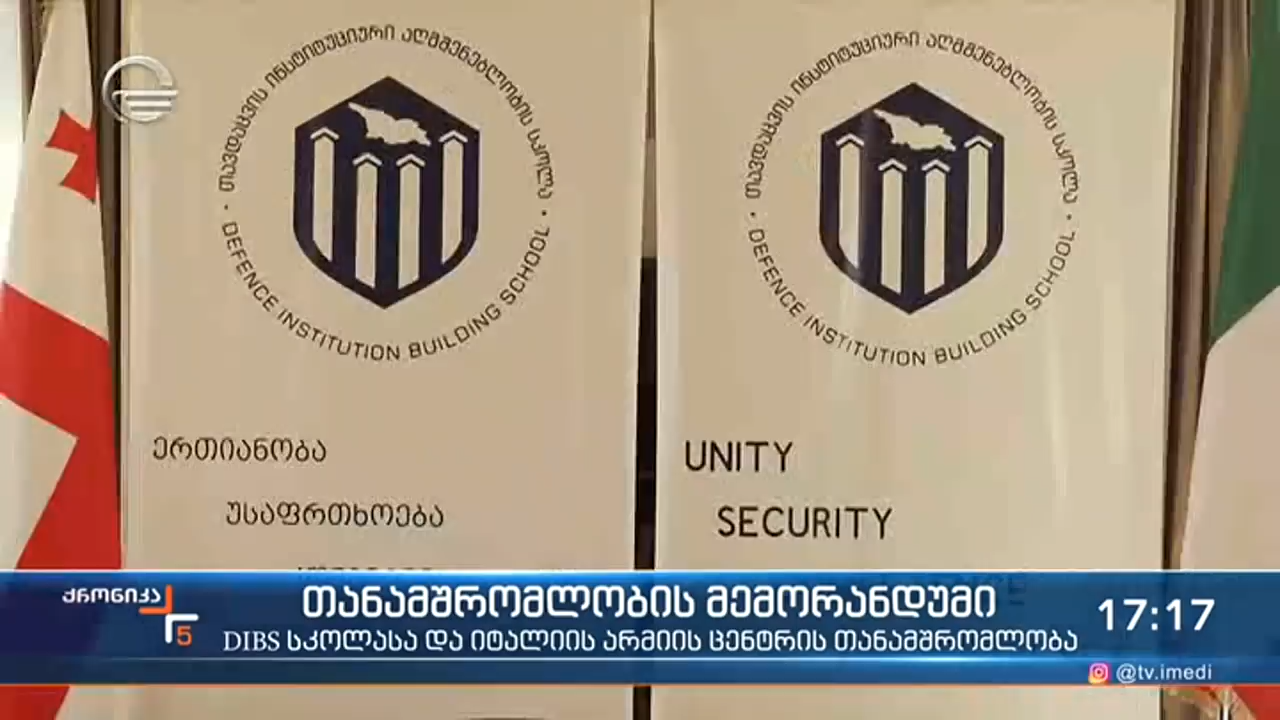 თავდაცვის ინსტიტუციური აღმშენებლობის სკოლა
DEFENCE INSTITUTION BUILDING SCHOOL
ერთიანობა
უსაფრთხოება
თავდაცვის ინსტიტუციური აღმშენებლობის სკოლა
DEFENCE INSTITUTION BUILDING SCHOOL
UNITY
SECURITY
ქრონიკა
5
თანამშრომლობის მემორანდუმი
DIBS სკოლასა და იტალიის არმიის ცენტრის თანამშრომლობა
17:17
@tv.imedi